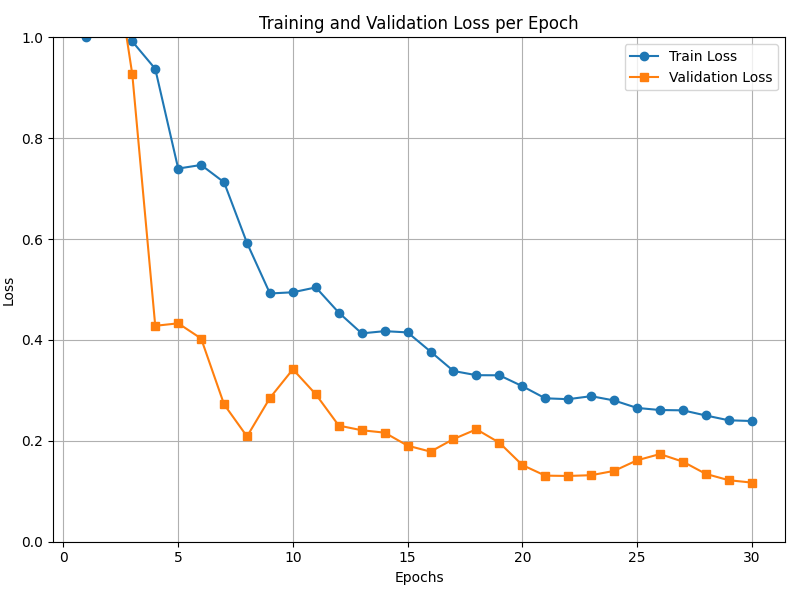 Training and Validation Loss per Epoch
Train Loss
Validation Loss
1.0
0.8
0.6
0.4
0.2
0.0
Loss
0 5 10 15 20 25 30
Epochs